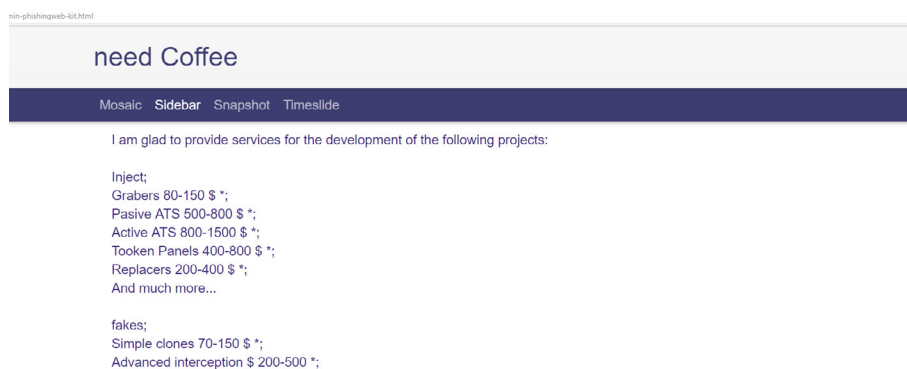 min-phishingweb-kit.html
need Coffee
Mosaic Sidebar Snapshot Timeslide
I am glad to provide services for the development of the following projects:
Inject;
Grabers 80-150 $ *;
Pasive ATS 500-800 $ *;
Active ATS 800-1500 $ *;
Tooken Panels 400-800 $ *;
Replacers 200-400 $ *;
And much more...
fakes;
Simple clones 70-150 $ *;
Advanced interception $ 200-500 *;